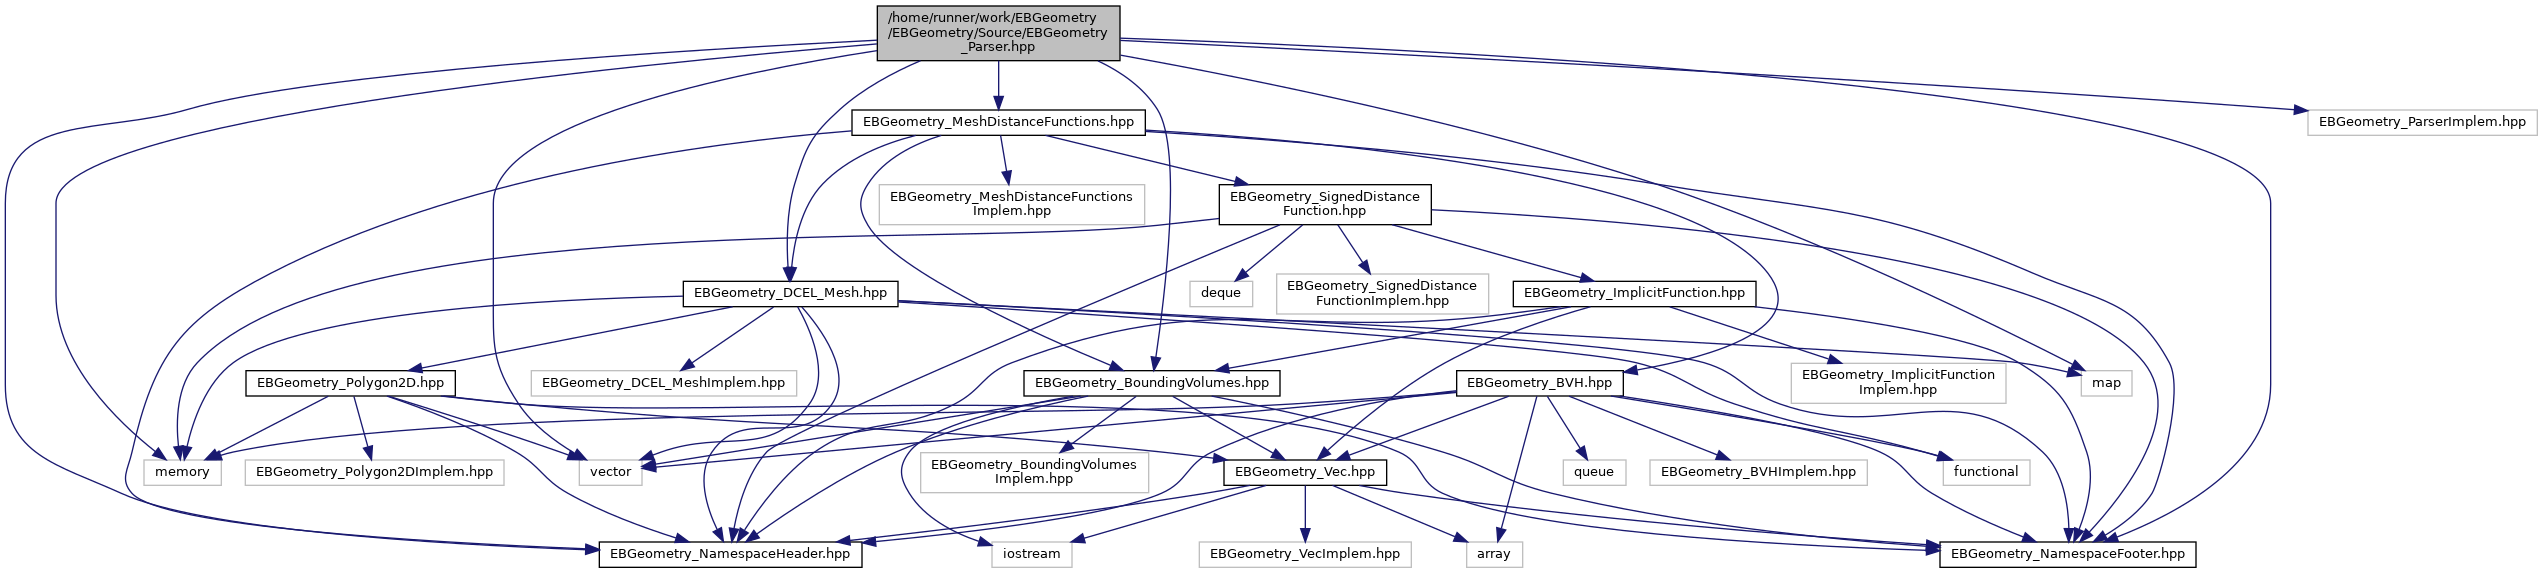 /home/runner/work/EBGeometry
/EBGeometry/Source/EBGeometry
_Parser.hpp
EBGeometry_MeshDistanceFunctions.hpp
EBGeometry_ParserImplem.hpp
EBGeometry_MeshDistanceFunctions
Implem.hpp
EBGeometry_SignedDistance
Function.hpp
EBGeometry_DCEL_Mesh.hpp
deque
EBGeometry_SignedDistance
FunctionImplem.hpp
EBGeometry_ImplicitFunction.hpp
EBGeometry_Polygon2D.hpp
EBGeometry_DCEL_MeshImplem.hpp
EBGeometry_BoundingVolumes.hpp
EBGeometry_BVH.hpp
EBGeometry_ImplicitFunction
Implem.hpp
map
memory
EBGeometry_Polygon2DImplem.hpp
vector
EBGeometry_BoundingVolumes
Implem.hpp
EBGeometry_Vec.hpp
queue
EBGeometry_BVHImplem.hpp
functional
EBGeometry_NamespaceHeader.hpp
iostream
EBGeometry_VecImplem.hpp
array
EBGeometry_NamespaceFooter.hpp